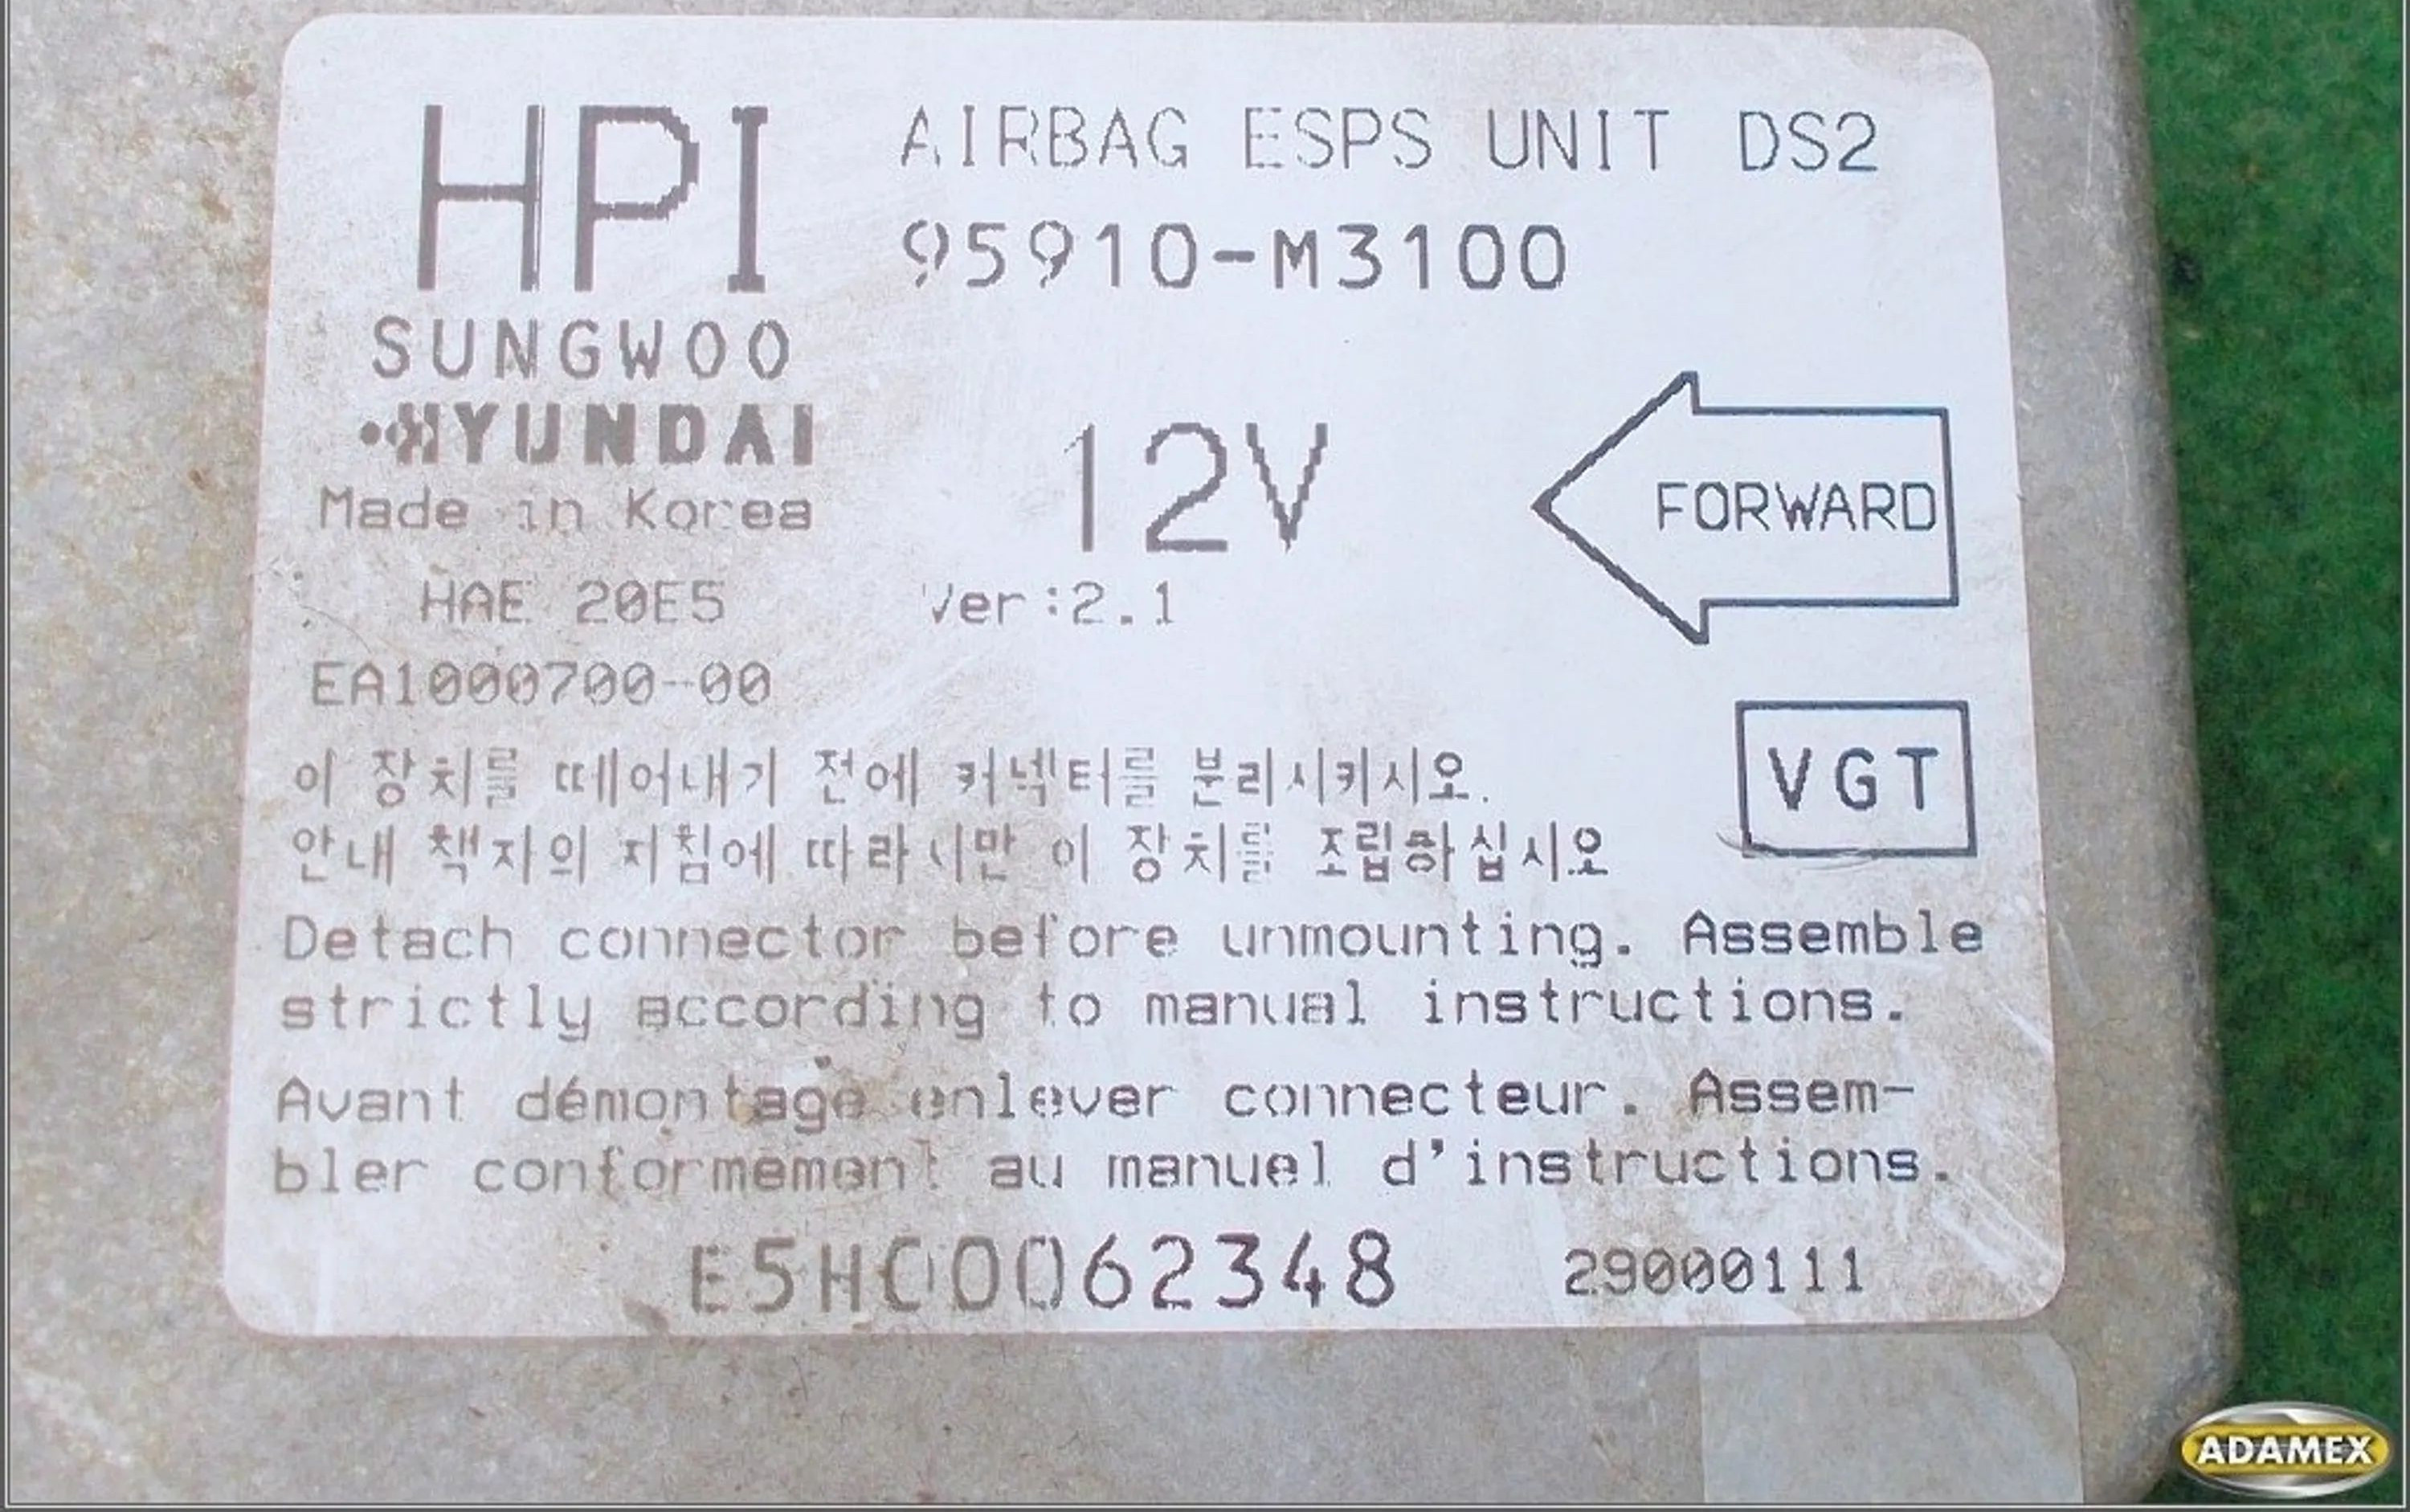 HPI
AIRBAG ESPS UNIT DS2
95910-M3100
SUNGWOO
HYUNDAI
Made in Korea
12V
FORWARD
HAE 20E5
Ver:2.1
EA1000700-00
VGT
이 장치를 떼어내기 전에 커넥터를 분리시키시오.
안내 책자의 지침에 따라서만 이 장치를 조립하십시오
Detach connector before unmounting. Assemble
strictly according to manual instructions.
Avant démontage enlever connecteur. Assem-
bler conformement au manuel d'instructions.
E5HC0062348
29000111
ADAMEX